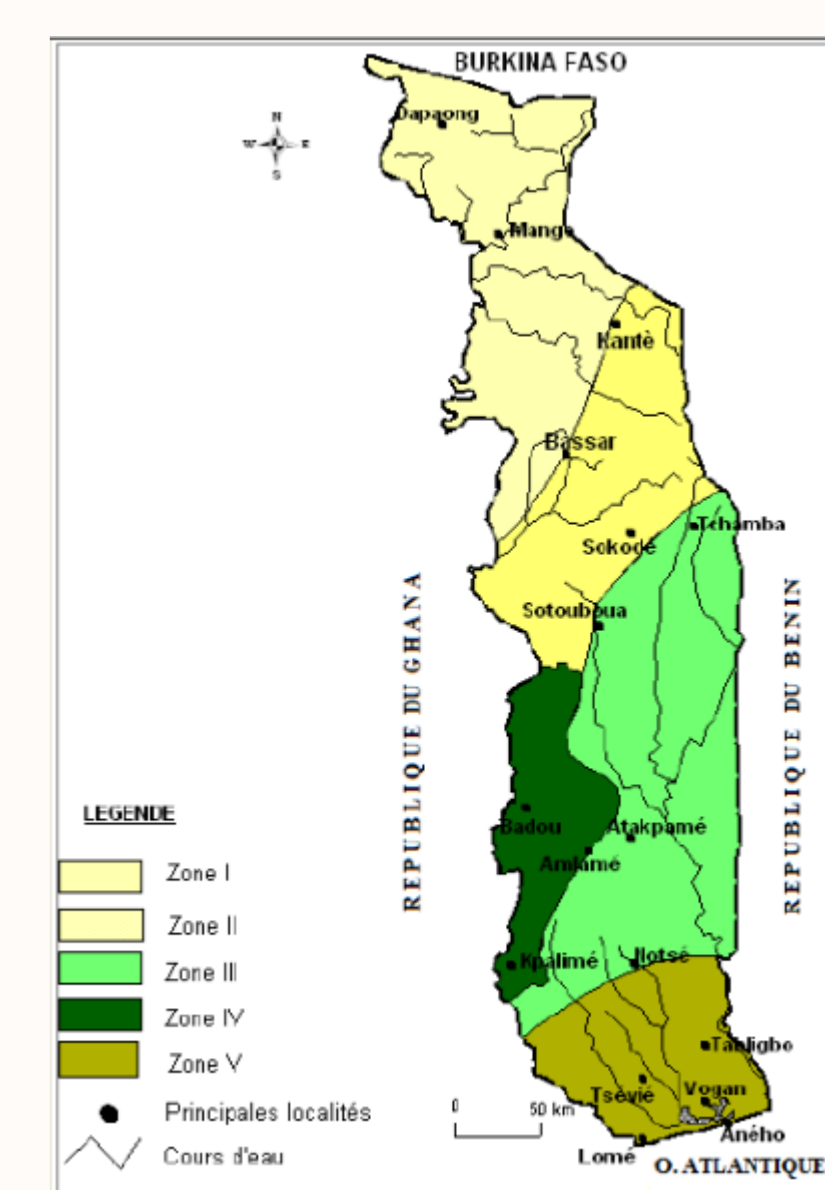 BURKINA FASO
Dapaong
N
W E
S
Mango
Kantè
Bassar
Tchamba
Sokodé
Sotouboua
REPUBLIQUE DU GHANA
REPUBLIQUE DU BENIN
LEGENDE
Badou
Atakpamé
Amlamé
Zone I
Zone II
Kpalimé
Notsé
Zone III
Zone IV
Zone V
Tabligbo
Tsévié
Vogan
Principales localités
0 50 km
Aného
Cours d'eau
Lomé
O. ATLANTIQUE